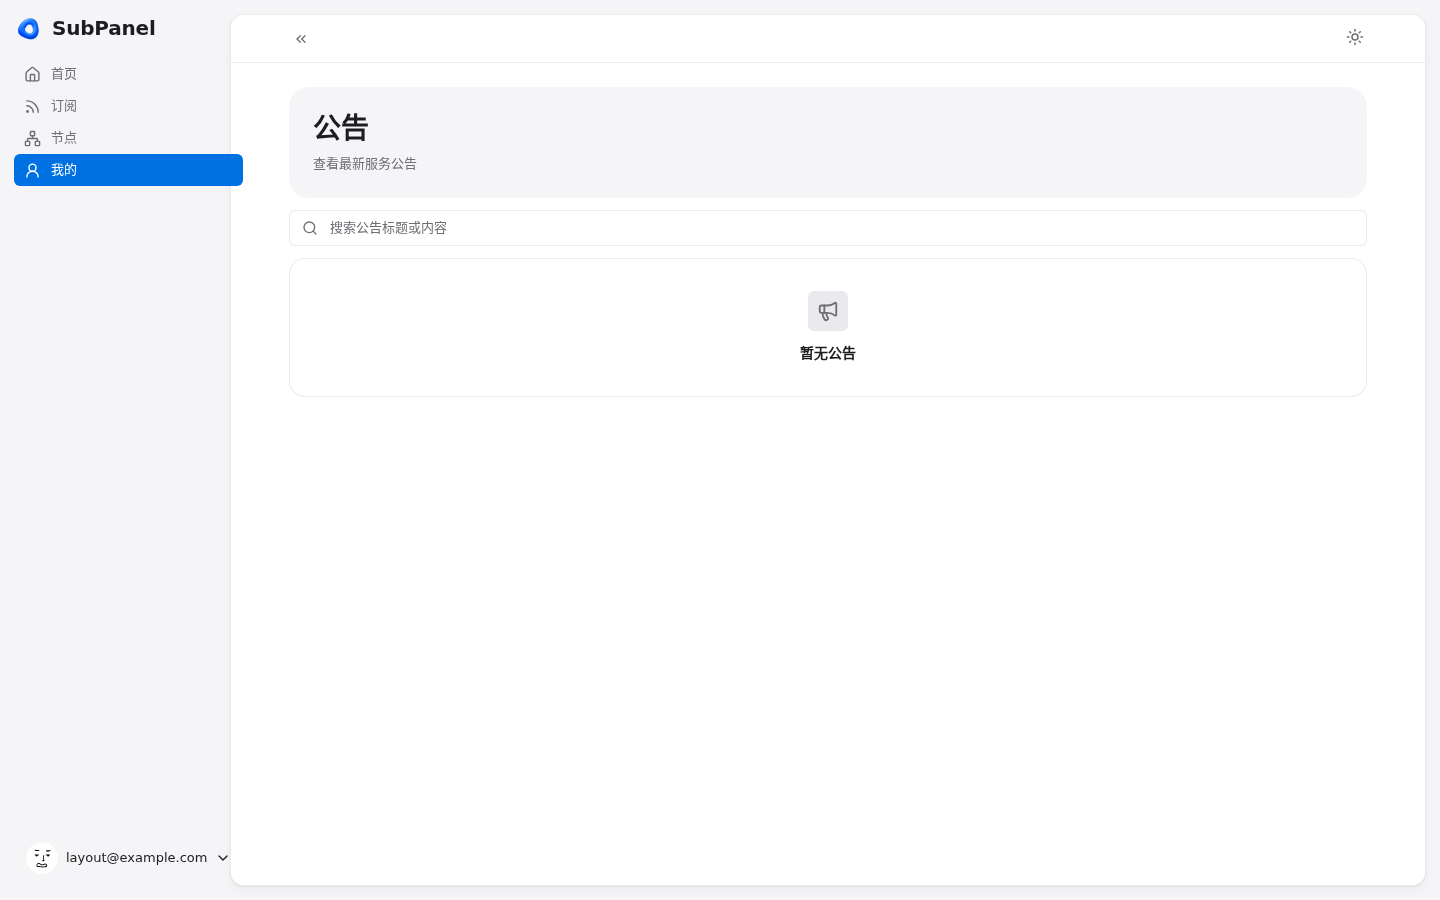 SubPanel
首页
订阅
节点
我的
公告
查看最新服务公告
搜索公告标题或内容
暂无公告
layout@example.com